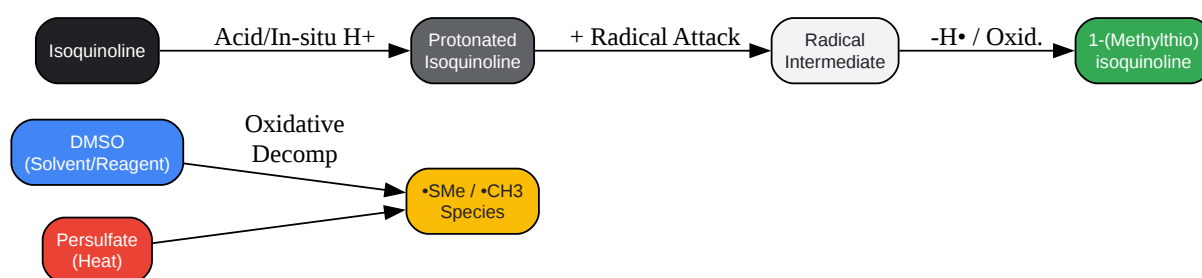 Isoquinoline
Acid/In-situ H+
Protonated
Isoquinoline
+ Radical Attack
Radical
Intermediate
-H• / Oxid.
1-(Methylthio)
isoquinoline
DMSO
(Solvent/Reagent)
Oxidative
Decomp
•SMe / •CH3
Species
Persulfate
(Heat)